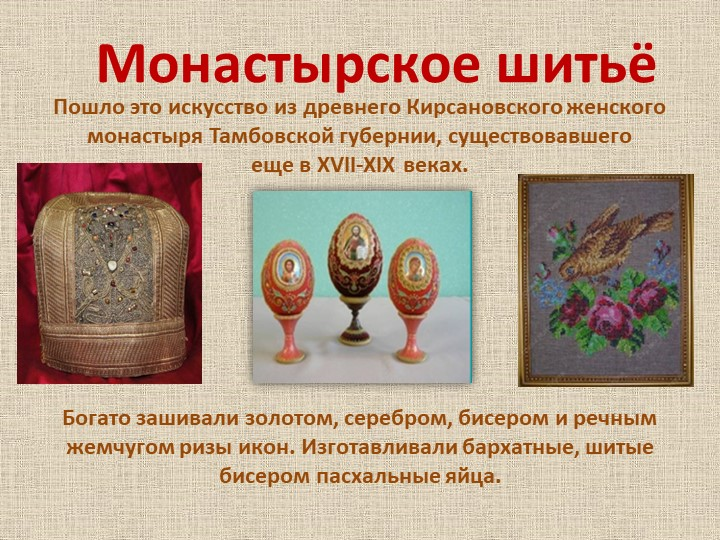 Монастырское шитьё
Пошло это искусство из древнего Кирсановского женского
монастыря Тамбовской губернии, существовавшего
еще в XVII-XIX веках.
Богато зашивали золотом, серебром, бисером и речным
жемчугом ризы икон. Изготавливали бархатные, шитые
бисером пасхальные яйца.